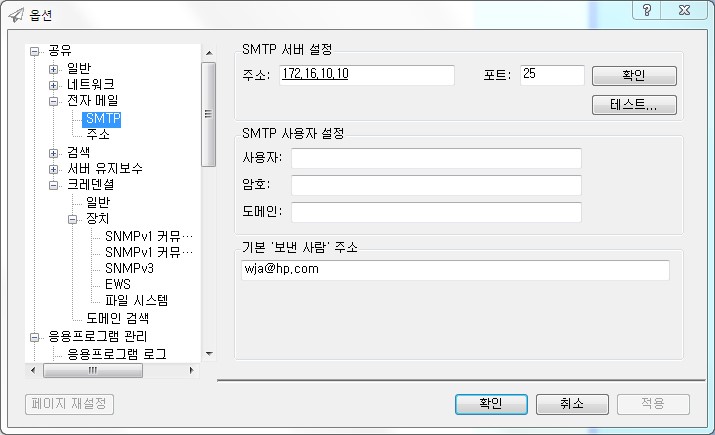 옵션
공유
일반
네트워크
전자 메일
SMTP
주소
검색
서버 유지보수
크레덴셜
일반
장치
SNMPv1 커뮤…
SNMPv1 커뮤…
SNMPv3
EWS
파일 시스템
도메인 검색
응용프로그램 관리
응용프로그램 로그
SMTP 서버 설정
주소: 172.16.10.10 포트: 25 확인
테스트...
SMTP 사용자 설정
사용자:
암호:
도메인:
기본 '보낸 사람' 주소
wja@hp.com
페이지 재설정 확인 취소 적용